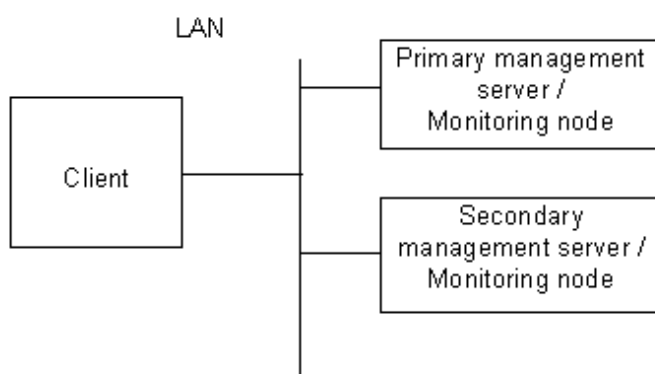 LAN
Primary management
server /
Monitoring node
Client
Secondary
management server /
Monitoring node